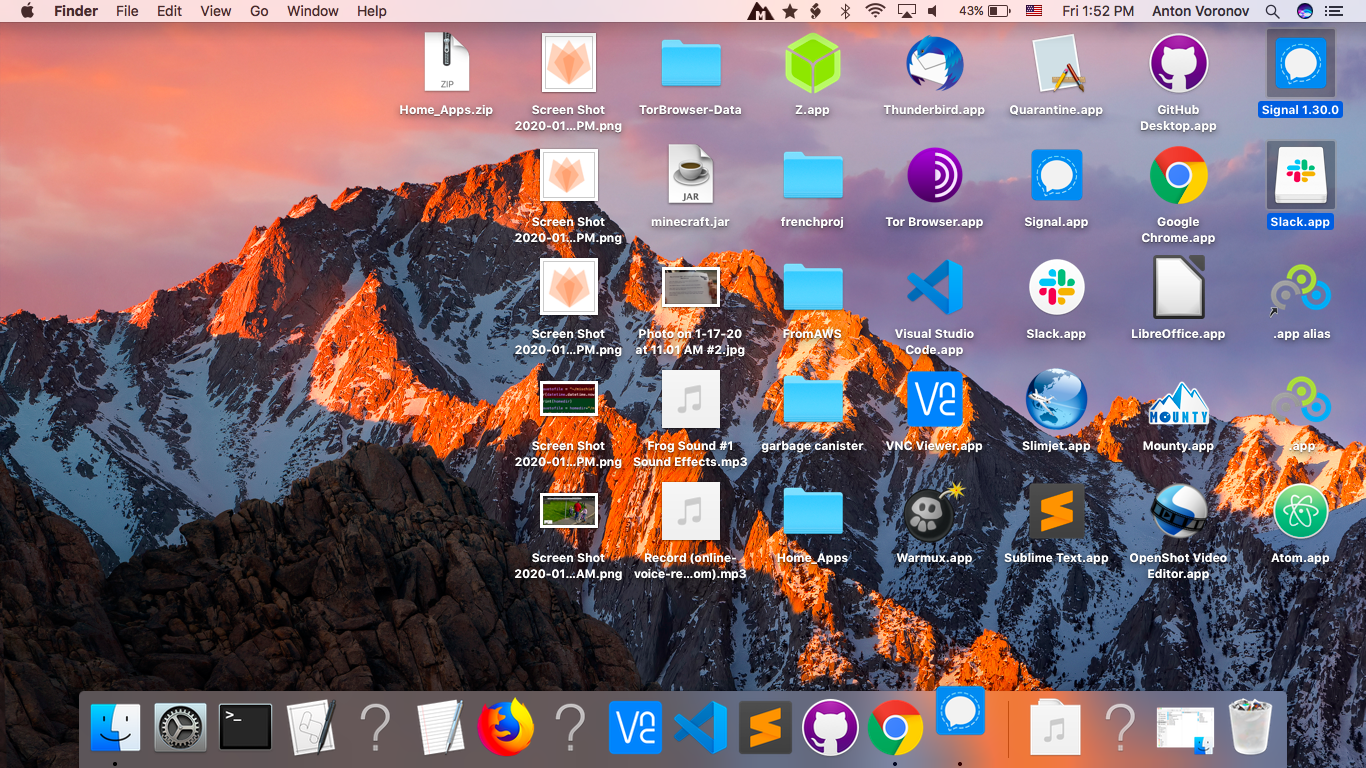 Finder File Edit View Go Window Help 43% Fri 1:52 PM Anton Voronov
ZIP
Home_Apps.zip
Screen Shot
2020-01...PM.png
TorBrowser-Data
Z.app
Thunderbird.app
Quarantine.app
GitHub
Desktop.app
Signal 1.30.0
Screen Shot
2020-01...PM.png
JAR
minecraft.jar
frenchproj
Tor Browser.app
Signal.app
Google
Chrome.app
Slack.app
Screen Shot
2020-01...PM.png
Photo on 1-17-20
at 11.01 AM #2.jpg
FromAWS
Visual Studio
Code.app
Slack.app
LibreOffice.app
.app alias
Screen Shot
2020-01...PM.png
Frog Sound #1
Sound Effects.mp3
garbage canister
VNC Viewer.app
Slimjet.app
MOUNTY
Mounty.app
.app
Screen Shot
2020-01...AM.png
Record (online-
voice-re...om).mp3
Home_Apps
Warmux.app
Sublime Text.app
OpenShot Video
Editor.app
Atom.app